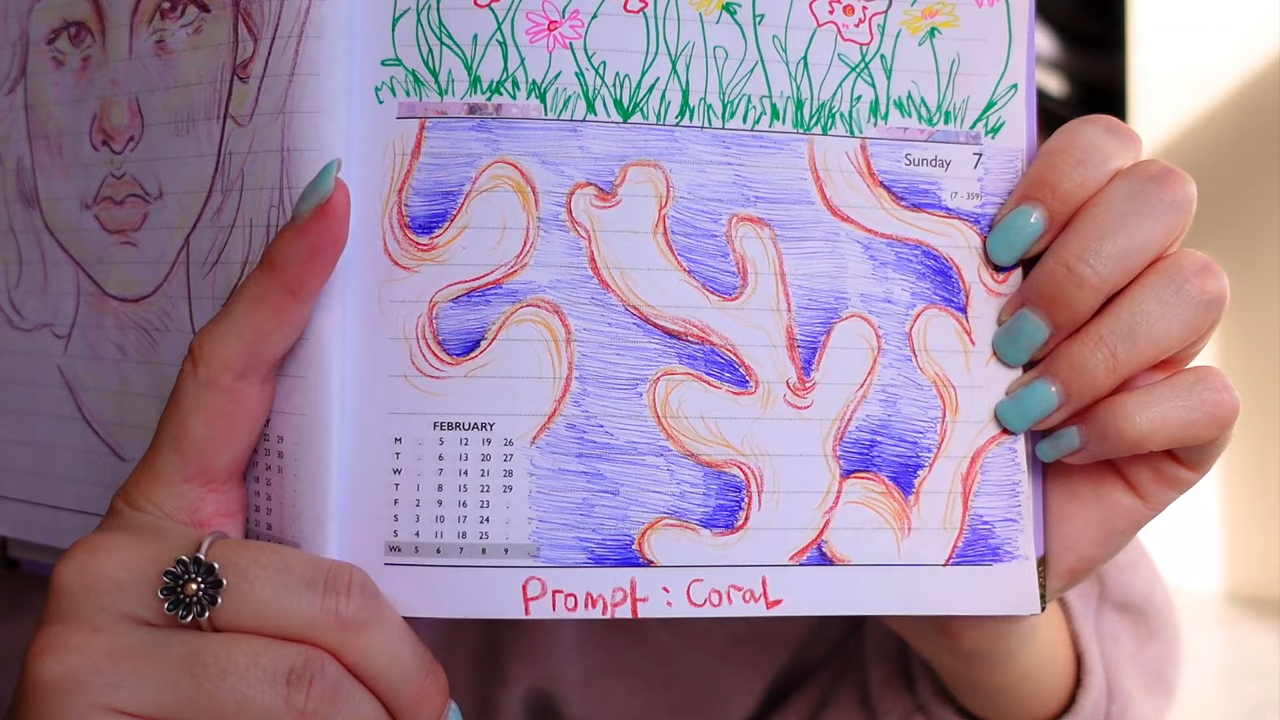 Sunday 7
(7 - 359)
FEBRUARY
M . 5 12 19 26
T . 6 13 20 27
W . 7 14 21 28
T 1 8 15 22 29
F 2 9 16 23 .
S 3 10 17 24 .
S 4 11 18 25 .
Wk 5 6 7 8 9 .
Prompt : Coral